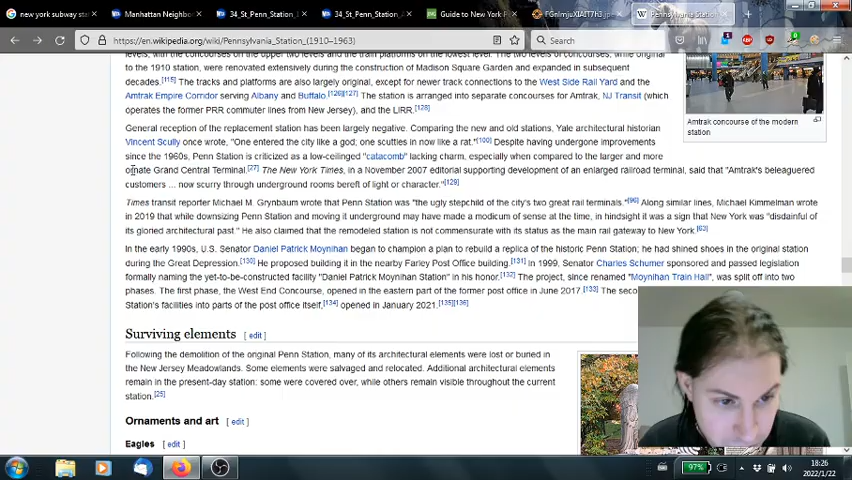 new york subway st
Manhattan Neighbo
34_St_Penn_Station_
34_St_Penn_Station_A
Guide to New York
FGnImjuXIAIT7H3.jpe
Pennsylvania Station
https://en.wikipedia.org/wiki/Pennsylvania_Station_(1910–1963)
Search
levels, with the concourses on the upper two levels and the train platforms on the lowest level. The two levels of concourses, while original
to the 1910 station, were renovated extensively during the construction of Madison Square Garden and expanded in subsequent
decades.[115] The tracks and platforms are also largely original, except for newer track connections to the West Side Rail Yard and the
Amtrak Empire Corridor serving Albany and Buffalo.[126][127] The station is arranged into separate concourses for Amtrak, NJ Transit (which
operates the former PRR commuter lines from New Jersey), and the LIRR.[128]
Amtrak concourse of the modern
station
General reception of the replacement station has been largely negative. Comparing the new and old stations, Yale architectural historian
Vincent Scully once wrote, "One entered the city like a god; one scuttles in now like a rat."[100] Despite having undergone improvements
since the 1960s, Penn Station is criticized as a low-ceilinged "catacomb" lacking charm, especially when compared to the larger and more
ornate Grand Central Terminal.[27] The New York Times, in a November 2007 editorial supporting development of an enlarged railroad terminal, said that "Amtrak's beleaguered
customers ... now scurry through underground rooms bereft of light or character."[129]
Times transit reporter Michael M. Grynbaum wrote that Penn Station was "the ugly stepchild of the city's two great rail terminals."[96] Along similar lines, Michael Kimmelman wrote
in 2019 that while downsizing Penn Station and moving it underground may have made a modicum of sense at the time, in hindsight it was a sign that New York was "disdainful of
its gloried architectural past." He also claimed that the remodeled station is not commensurate with its status as the main rail gateway to New York.[63]
In the early 1990s, U.S. Senator Daniel Patrick Moynihan began to champion a plan to rebuild a replica of the historic Penn Station; he had shined shoes in the original station
during the Great Depression.[130] He proposed building it in the nearby Farley Post Office building.[131] In 1999, Senator Charles Schumer sponsored and passed legislation
formally naming the yet-to-be-constructed facility "Daniel Patrick Moynihan Station" in his honor.[132] The project, since renamed "Moynihan Train Hall", was split off into two
phases. The first phase, the West End Concourse, opened in the eastern part of the former post office in June 2017.[133] The seco
Station's facilities into parts of the post office itself,[134] opened in January 2021.[135][136]
Surviving elements [ edit ]
Following the demolition of the original Penn Station, many of its architectural elements were lost or buried in
the New Jersey Meadowlands. Some elements were salvaged and relocated. Additional architectural elements
remain in the present-day station: some were covered over, while others remain visible throughout the current
station.[25]
Ornaments and art [ edit ]
Eagles [ edit ]
97%
18:26
2022/1/22